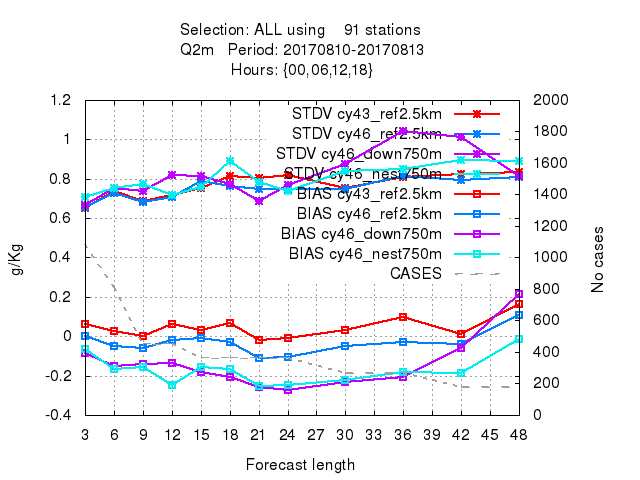 Selection: ALL using 91 stations
Q2m Period: 20170810-20170813
Hours: {00,06,12,18}
1.2
1
0.8
0.6
0.4
0.2
0
-0.2
-0.4
g/Kg
STDV cy43_ref2.5km
STDV cy46_ref2.5km
STDV cy46_down750m
STDV cy46_nest750m
BIAS cy43_ref2.5km
BIAS cy46_ref2.5km
BIAS cy46_down750m
BIAS cy46_nest750m
CASES
2000
1800
1600
1400
1200
1000
800
600
400
200
0
No cases
3 6 9 12 15 18 21 24 27 30 33 36 39 42 45 48
Forecast length